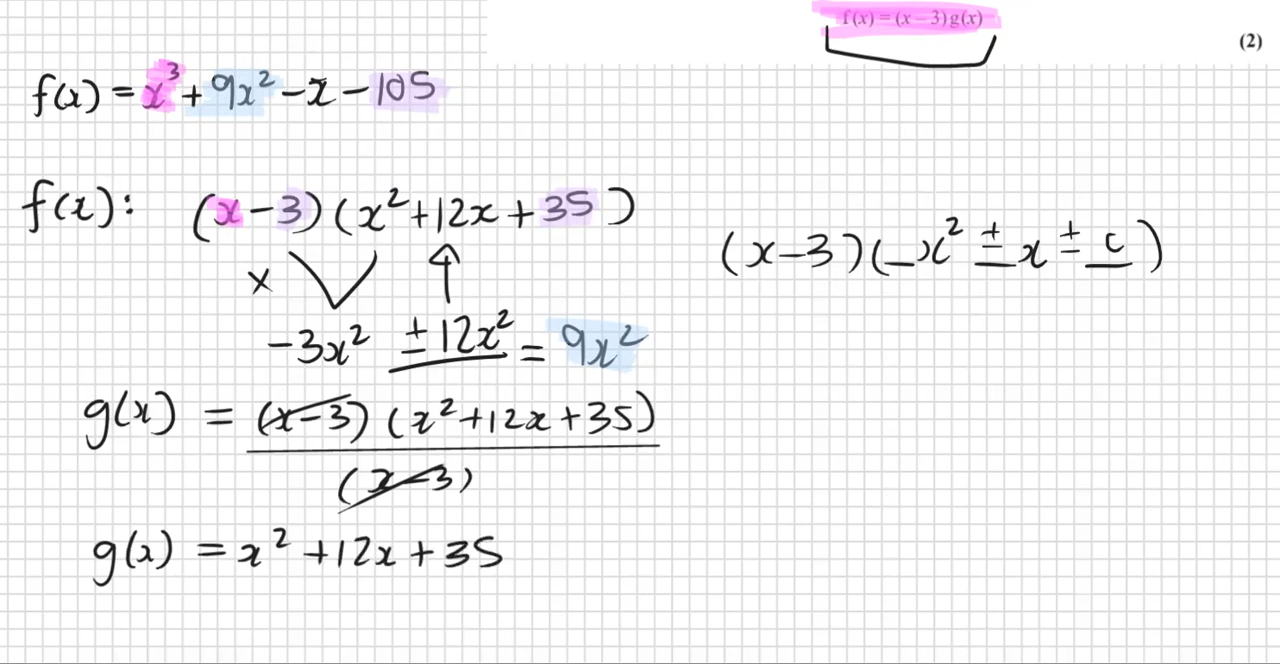 f(x) = (x − 3)g(x)
(2)
f(x) = x³ + 9x² − x − 105
f(x): (x − 3)(x² + 12x + 35)
(x − 3)(_x² ± _x ± c)
x
−3x² ± 12x² = 9x²
g(x) = (x − 3)(x² + 12x + 35)
(x − 3)
g(x) = x² + 12x + 35